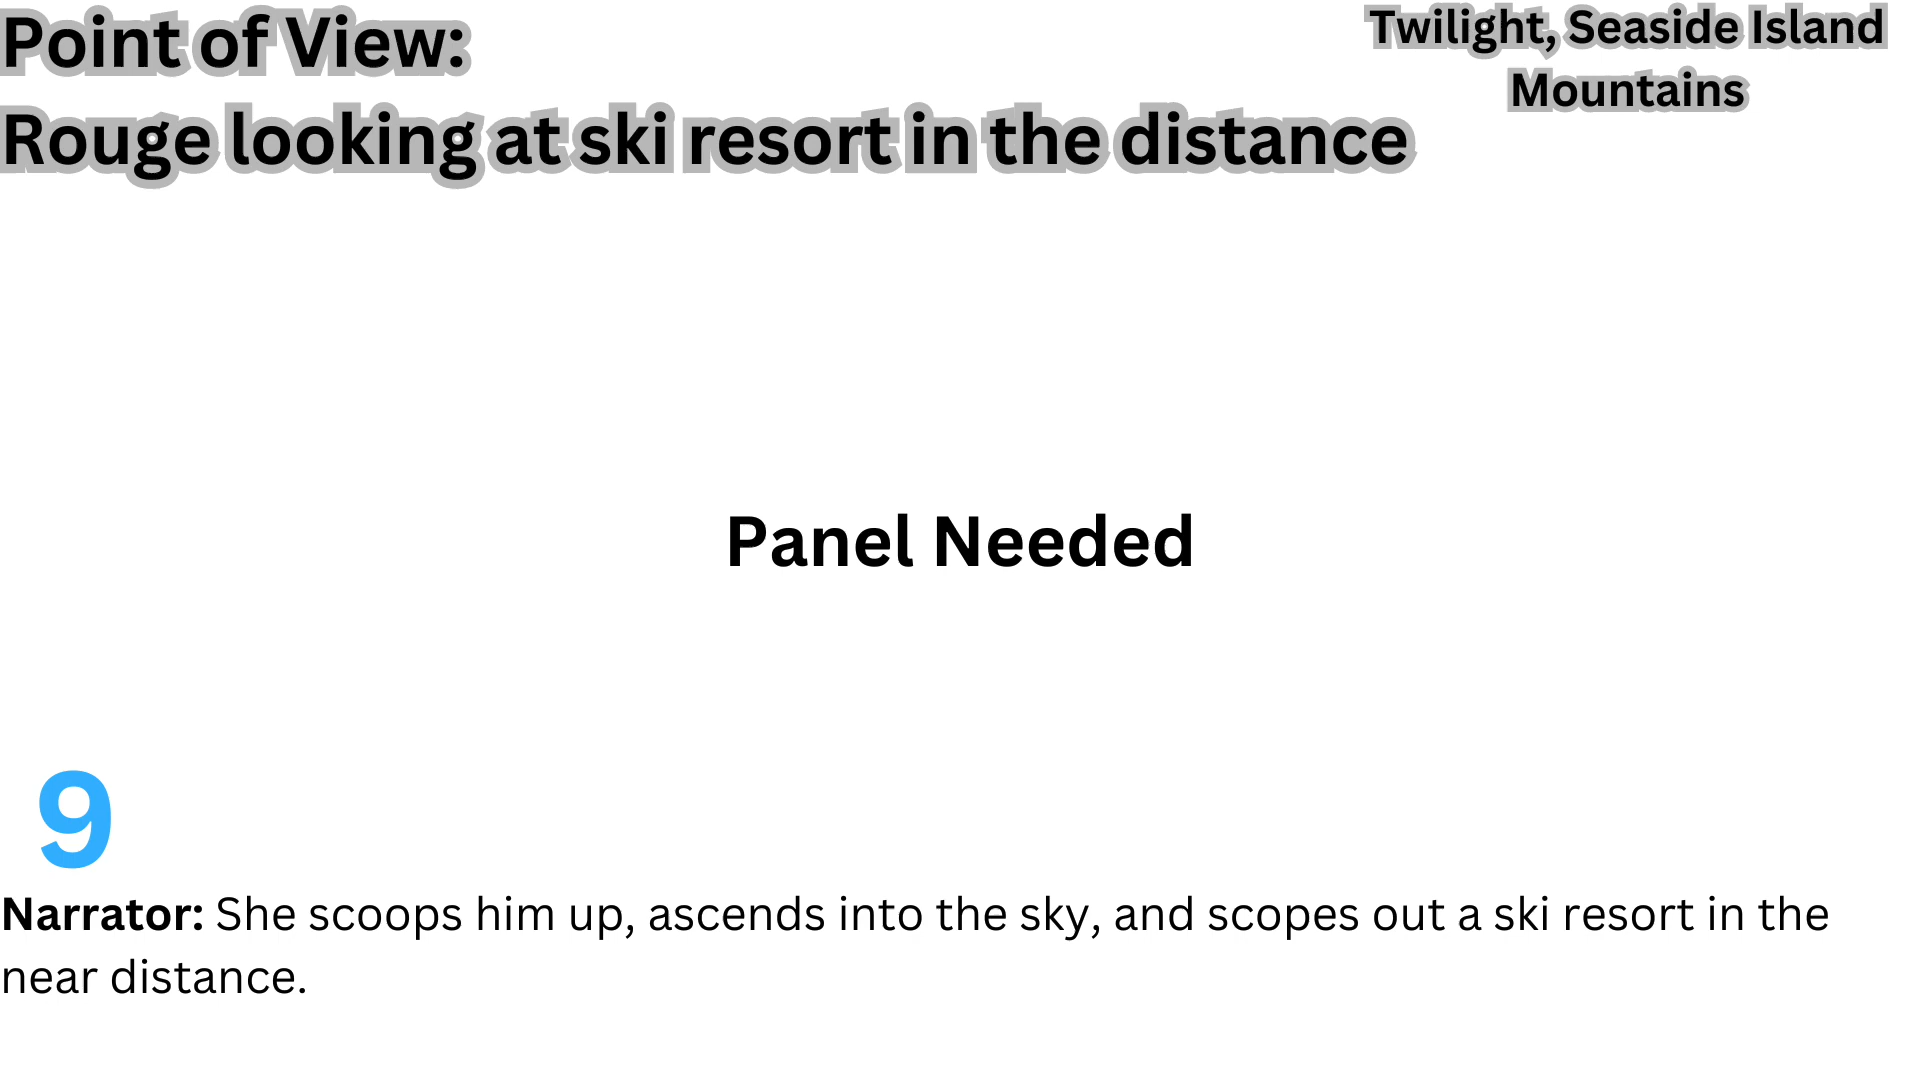 Point of View:
Rouge looking at ski resort in the distance
Twilight, Seaside Island
Mountains
Panel Needed
9
Narrator: She scoops him up, ascends into the sky, and scopes out a ski resort in the
near distance.